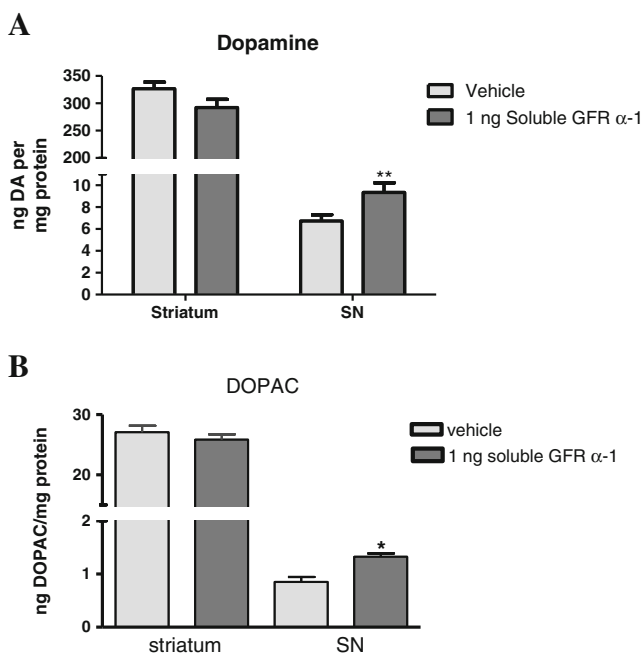 A
Dopamine
350
300
250
200
10
8
6
4
2
0
ng DA per
mg protein
Striatum
SN
Vehicle
1 ng Soluble GFR α-1
**
B
DOPAC
30
20
2
1
0
ng DOPAC/mg protein
striatum
SN
vehicle
1 ng soluble GFR α-1
*